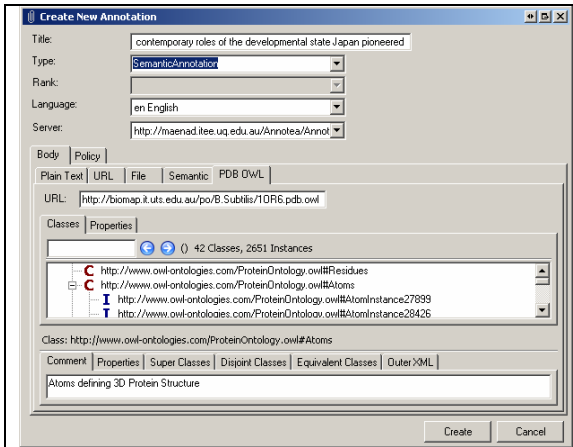 Create New Annotation
Title: contemporary roles of the developmental state Japan pioneered
Type: SemanticAnnotation
Rank:
Language: en English
Server: http://maenad.itee.uq.edu.au/Annotea/Annot
Body Policy
Plain Text URL File Semantic PDB OWL
URL: http://biomap.it.uts.edu.au/po/B.Subtilis/1OR6.pdb.owl
Classes Properties
() 42 Classes, 2651 Instances
C http://www.owl-ontologies.com/ProteinOntology.owl#Residues
C http://www.owl-ontologies.com/ProteinOntology.owl#Atoms
I http://www.owl-ontologies.com/ProteinOntology.owl#AtomInstance27899
I http://www.owl-ontologies.com/ProteinOntology.owl#AtomInstance28426
Class: http://www.owl-ontologies.com/ProteinOntology.owl#Atoms
Comment Properties Super Classes Disjoint Classes Equivalent Classes Outer XML
Atoms defining 3D Protein Structure
Create Cancel